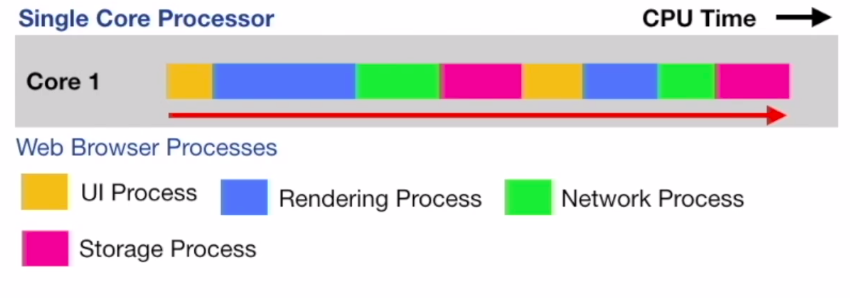 Single Core Processor
CPU Time
Core 1
Web Browser Processes
UI Process
Rendering Process
Network Process
Storage Process